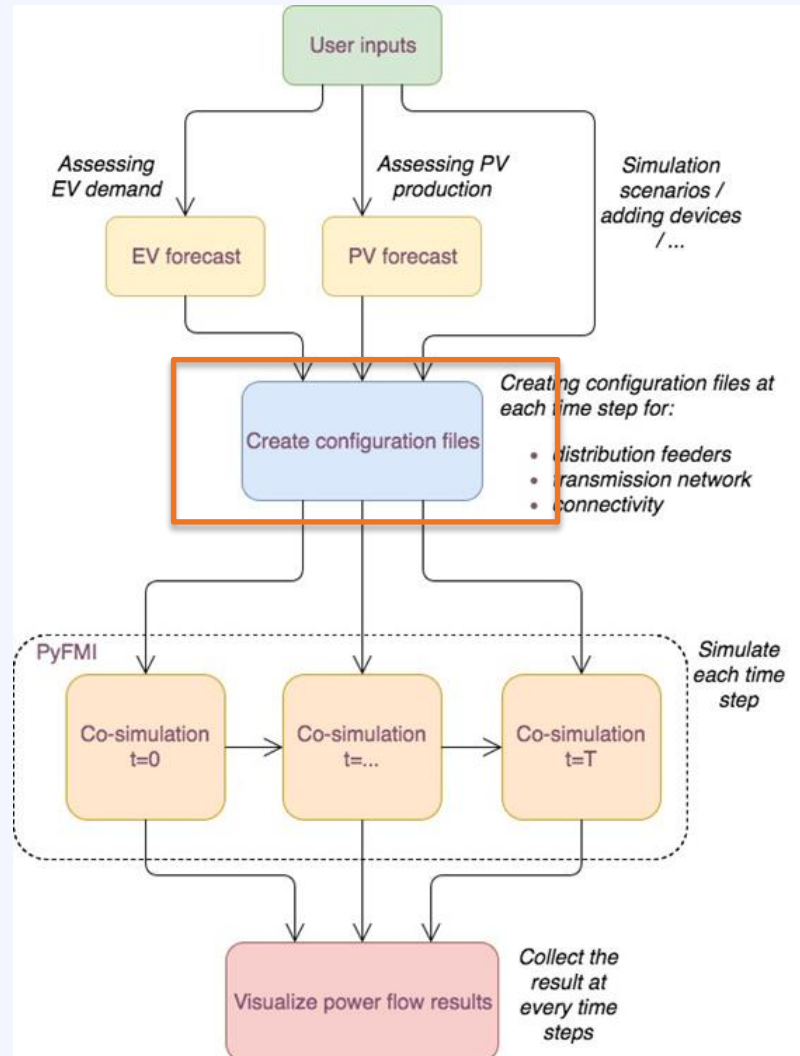 User inputs
Assessing
EV demand
Assessing PV
production
Simulation
scenarios /
adding devices
/ ...
EV forecast
PV forecast
Create configuration files
Creating configuration files at
each time step for:
• distribution feeders
• transmission network
• connectivity
PyFMI
Simulate
each time
step
Co-simulation
t=0
Co-simulation
t=...
Co-simulation
t=T
Visualize power flow results
Collect the
result at
every time
steps